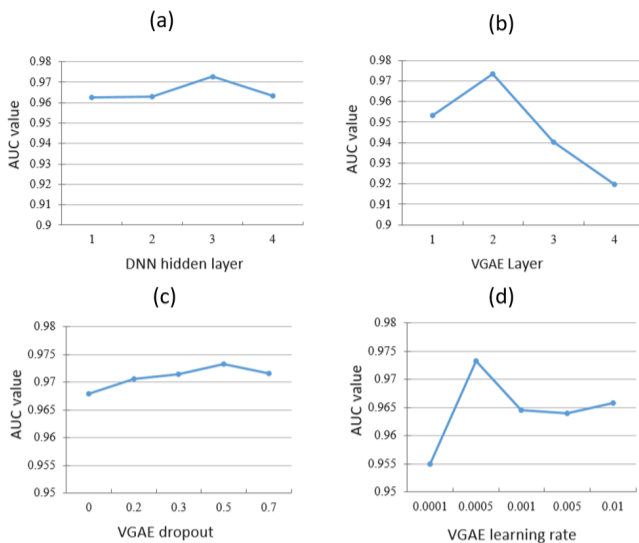 (a)
0.98
0.97
0.96
0.95
0.94
0.93
0.92
0.91
0.9
AUC value
1 2 3 4
DNN hidden layer
(b)
0.98
0.97
0.96
0.95
0.94
0.93
0.92
0.91
0.9
AUC value
1 2 3 4
VGAE Layer
(c)
0.98
0.975
0.97
0.965
0.96
0.955
0.95
AUC value
0 0.2 0.3 0.5 0.7
VGAE dropout
(d)
0.98
0.975
0.97
0.965
0.96
0.955
0.95
AUC value
0.0001 0.0005 0.001 0.005 0.01
VGAE learning rate